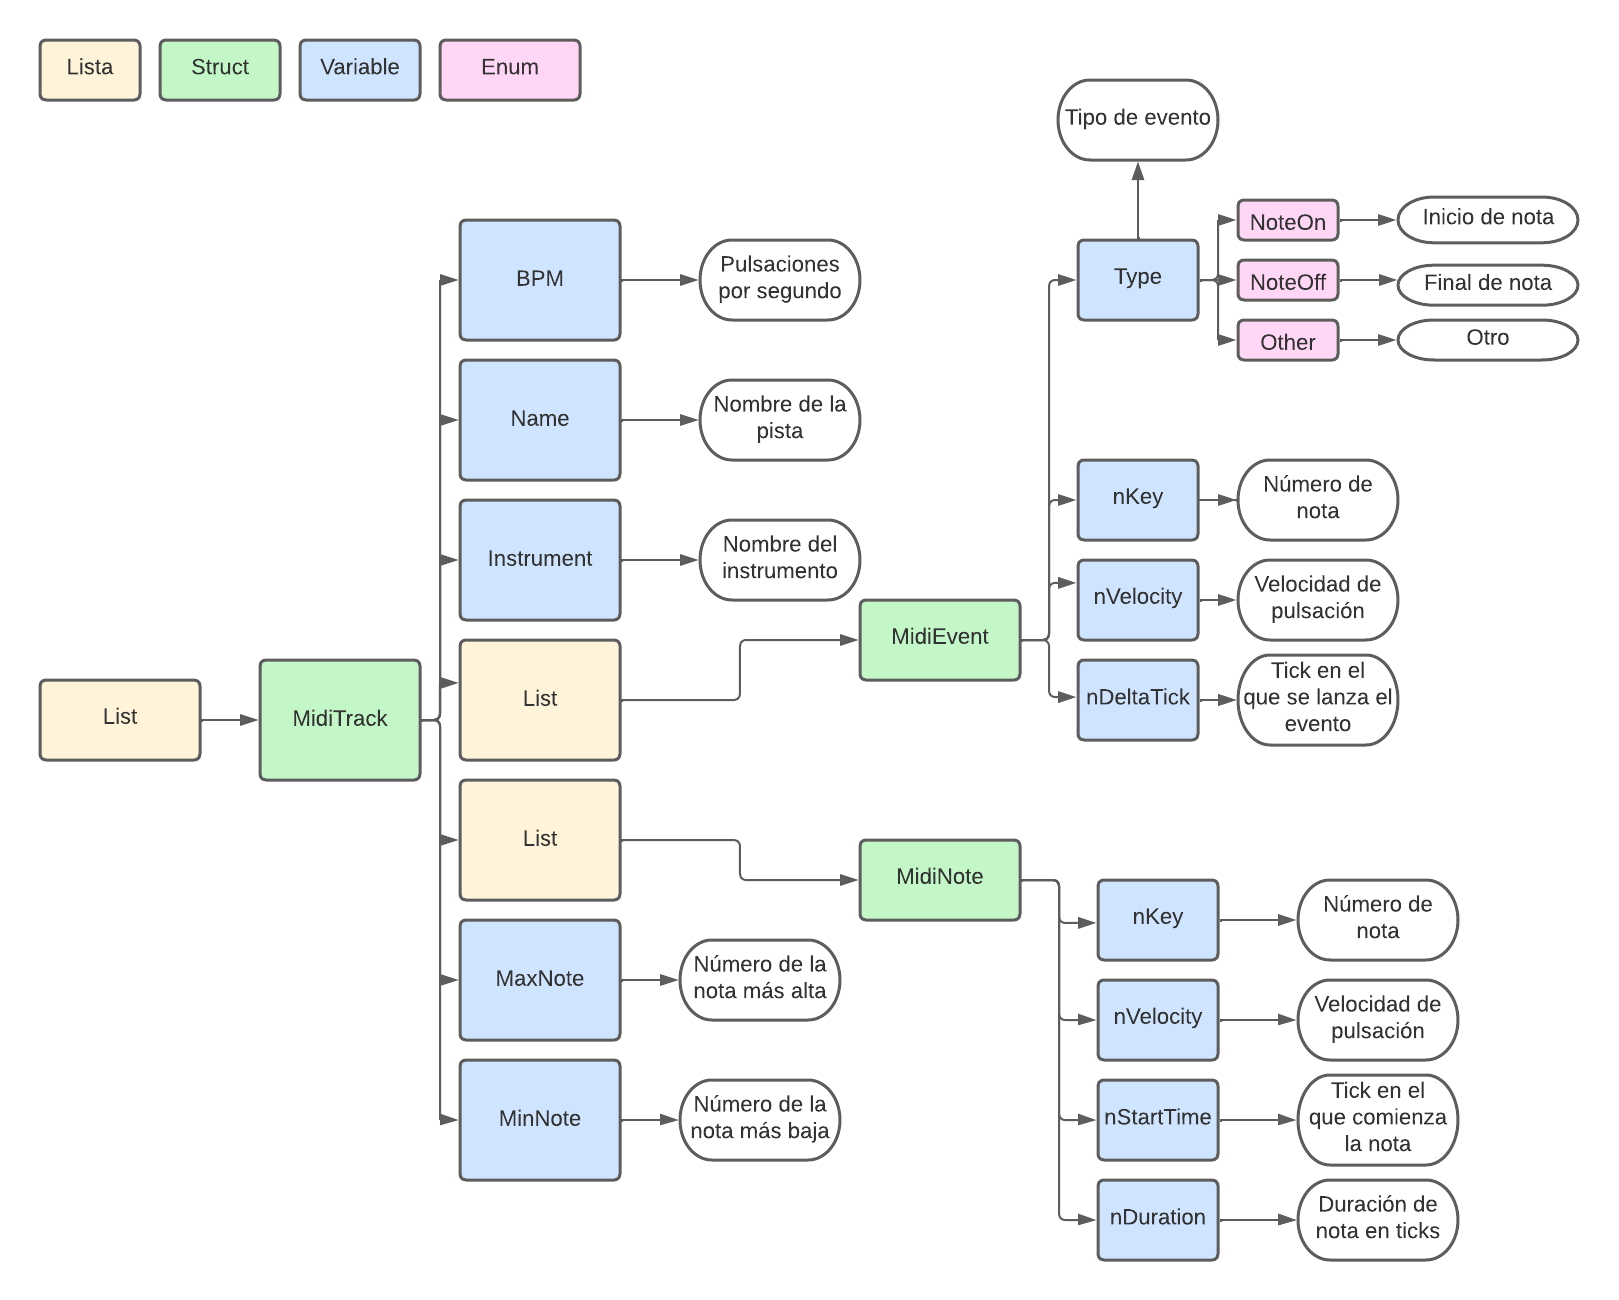 Lista
Struct
Variable
Enum
Tipo de evento
BPM
Pulsaciones
por segundo
Type
NoteOn
Inicio de nota
NoteOff
Final de nota
Other
Otro
Name
Nombre de la
pista
Instrument
Nombre del
instrumento
List
MidiTrack
List
MidiEvent
nKey
Número de
nota
nVelocity
Velocidad de
pulsación
nDeltaTick
Tick en el
que se lanza el
evento
List
MidiNote
nKey
Número de
nota
nVelocity
Velocidad de
pulsación
nStartTime
Tick en el
que comienza
la nota
nDuration
Duración de
nota en ticks
MaxNote
Número de la
nota más alta
MinNote
Número de la
nota más baja